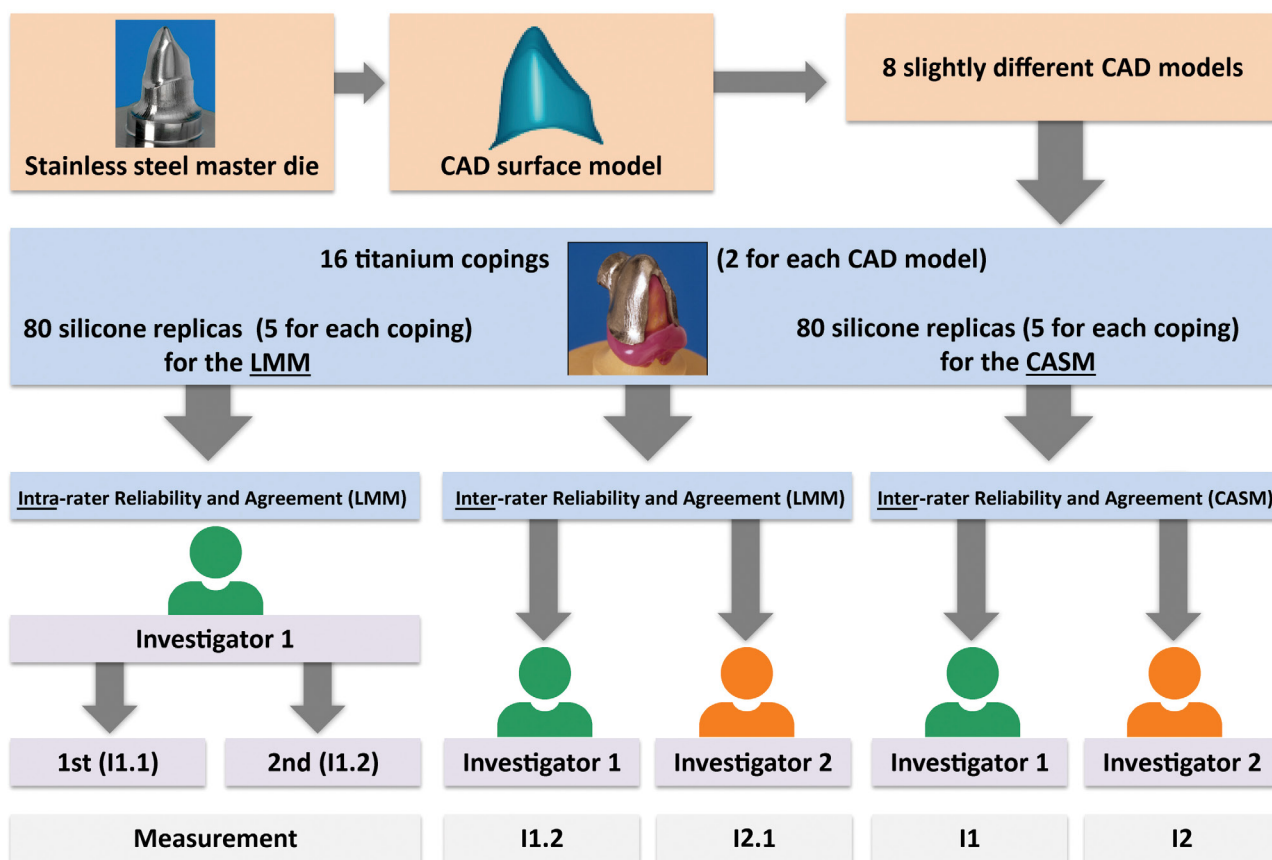 Stainless steel master die
CAD surface model
8 slightly different CAD models
16 titanium copings
(2 for each CAD model)
80 silicone replicas (5 for each coping)
for the LMM
80 silicone replicas (5 for each coping)
for the CASM
Intra-rater Reliability and Agreement (LMM)
Inter-rater Reliability and Agreement (LMM)
Inter-rater Reliability and Agreement (CASM)
Investigator 1
1st (I1.1)
2nd (I1.2)
Investigator 1
Investigator 2
Investigator 1
Investigator 2
Measurement
I1.2
I2.1
I1
I2